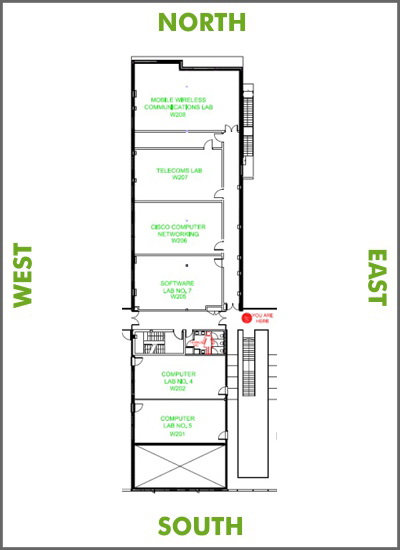 NORTH
MOBILE WIRELESS
COMMUNICATIONS LAB
W208
TELECOMS LAB
W207
CISCO COMPUTER
NETWORKING
W206
WEST
EAST
SOFTWARE
LAB NO. 7
W205
YOU ARE
HERE
COMPUTER
LAB NO. 4
W202
COMPUTER
LAB NO. 5
W201
SOUTH